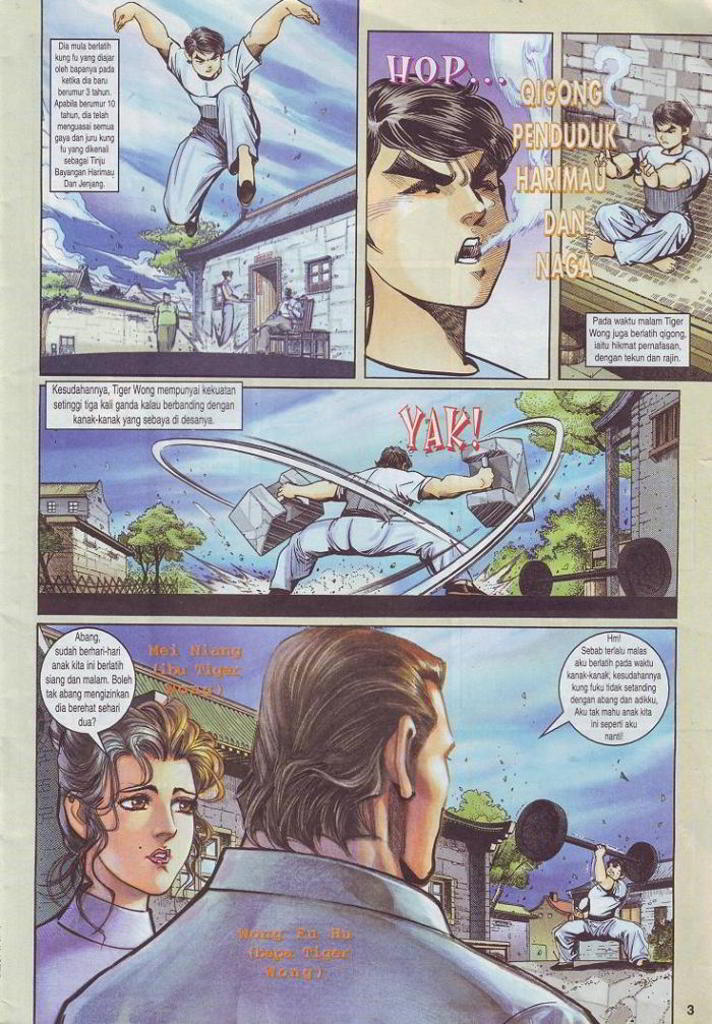 Dia mula berlatih
kung fu yang diajar
oleh bapanya pada
ketika dia baru
berumur 3 tahun.
Apabila berumur 10
tahun, dia telah
menguasai semua
gaya dan juru kung
fu yang dikenali
sebagai Tinju
Bayangan Harimau
Dan Jenjang.
HOP...
QIGONG
PENDUDUK
HARIMAU
DAN
NAGA
?
Pada waktu malam Tiger
Wong juga berlatih qigong,
iaitu hikmat pernafasan,
dengan tekun dan rajin.
Kesudahannya, Tiger Wong mempunyai kekuatan
setinggi tiga kali ganda kalau berbanding dengan
kanak-kanak yang sebaya di desanya.
YAK!
Abang,
sudah berhari-hari
anak kita ini berlatih
siang dan malam. Boleh
tak abang mengizinkan
dia berehat sehari
dua?
Mei Niang
(ibu Tiger
Wong)
Hm!
Sebab terlalu malas
aku berlatih pada waktu
kanak-kanak; kesudahannya
kung fuku tidak setanding
dengan abang dan adikku,
Aku tak mahu anak kita
ini seperti aku
nanti!
Wong Fu Hu
(bapa Tiger
Wong)
3